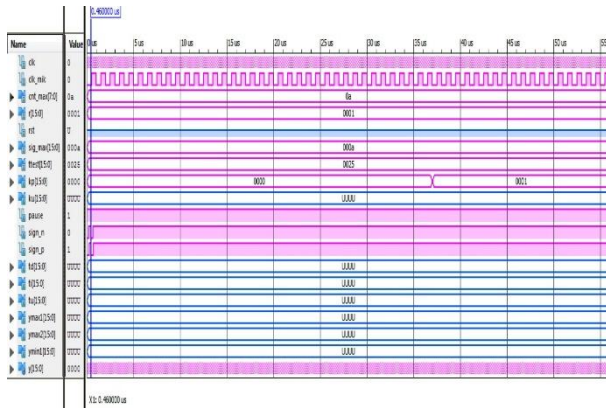 0.460000 us
Name Value 0 us 5 us 10 us 15 us 20 us 25 us 30 us 35 us 40 us 45 us 50 us
clk 0
clk_mik 0
cnt_max[7:0] 0a 0a
r[15:0] 0001 0001
rst U
sig_max[15:0] 000a 000a
ttest[15:0] 0025 0025
kp[15:0] 0000 0000 0001
ku[15:0] UUUU UUUU
pause 1
sign_n 0
sign_p 1
td[15:0] UUUU UUUU
ti[15:0] UUUU UUUU
tu[15:0] UUUU UUUU
ymax1[15:0] UUUU UUUU
ymax2[15:0] UUUU UUUU
ymin1[15:0] UUUU UUUU
y[15:0] 0000
X1: 0.460000 us